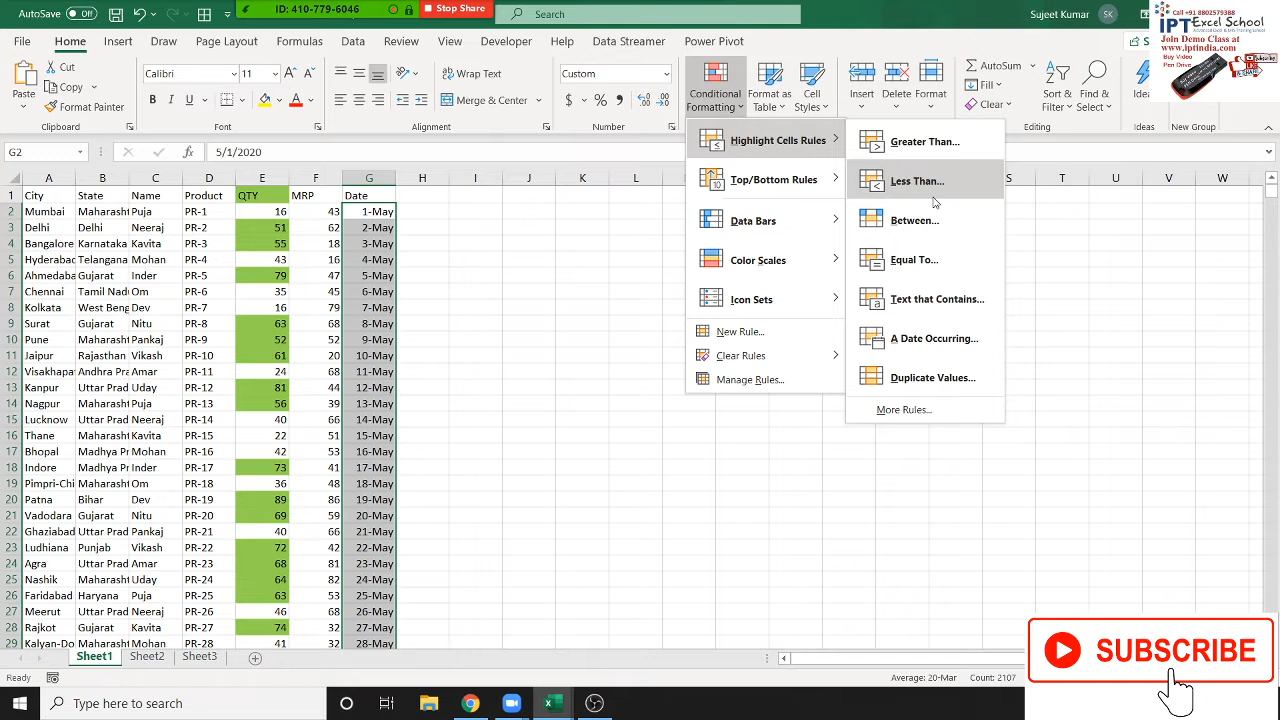 AutoSave Off
ID: 410-779-6046
Stop Share
Search
Sujeet Kumar
SK
Call +91 8802579388
IPT Excel School
Advanced Excel & MIS Training School
Join Demo Class at
www.iptindia.com
Buy Video
Pen Drive
File Home Insert Draw Page Layout Formulas Data Review View Developer Help Data Streamer Power Pivot
Paste
Cut
Copy
Format Painter
Clipboard
Calibri 11
B I U
Font
Wrap Text
Merge & Center
Alignment
Custom
Number
Conditional Formatting
Format as Table
Cell Styles
Insert Delete Format
AutoSum
Fill
Clear
Sort & Filter
Find & Select
Editing
New Group
G2 fx 5/1/2020
Highlight Cells Rules
Top/Bottom Rules
Data Bars
Color Scales
Icon Sets
New Rule...
Clear Rules
Manage Rules...
Greater Than...
Less Than...
Between...
Equal To...
Text that Contains...
A Date Occurring...
Duplicate Values...
More Rules...
A B C D E F G H I J K L S T U V W
1 City State Name Product QTY MRP Date
2 Mumbai Maharasht Puja PR-1 16 43 1-May
3 Delhi Delhi Neeraj PR-2 51 62 2-May
4 Bangalore Karnataka Kavita PR-3 55 18 3-May
5 Hyderabad Telangana Mohan PR-4 43 16 4-May
6 Ahmedaba Gujarat Inder PR-5 79 47 5-May
7 Chennai Tamil Nadu Om PR-6 35 45 6-May
8 Kolkata West Beng Dev PR-7 16 19 7-May
9 Surat Gujarat Nitu PR-8 63 68 8-May
10 Pune Maharasht Pankaj PR-9 52 52 9-May
11 Jaipur Rajasthan Vikash PR-10 61 20 10-May
12 Visakhapat Andhra Pra Amar PR-11 24 68 11-May
13 Kanpur Uttar Prad Uday PR-12 81 43 12-May
14 Nagpur Maharasht Puja PR-13 56 39 13-May
15 Lucknow Uttar Prad Neeraj PR-14 40 66 14-May
16 Thane Maharasht Kavita PR-15 22 51 15-May
17 Bhopal Madhya Pr Mohan PR-16 42 53 16-May
18 Indore Madhya Pr Inder PR-17 73 41 17-May
19 Pimpri-Chi Maharasht Om PR-18 36 48 18-May
20 Patna Bihar Dev PR-19 89 86 19-May
21 Vadodara Gujarat Nitu PR-20 69 59 20-May
22 Ghaziabad Uttar Prad Pankaj PR-21 40 66 21-May
23 Ludhiana Punjab Vikash PR-22 72 42 22-May
24 Agra Uttar Prad Amar PR-23 68 81 23-May
25 Nashik Maharasht Uday PR-24 64 82 24-May
26 Faridabad Haryana Puja PR-25 63 53 25-May
27 Meerut Uttar Prad Neeraj PR-26 46 68 26-May
28 Rajkot Gujarat Kavita PR-27 74 32 27-May
29 Kalyan-Do Maharasht Mohan PR-28 41 32 28-May
Sheet1 Sheet2 Sheet3
Ready
Average: 20-Mar Count: 2107
SUBSCRIBE
Type here to search